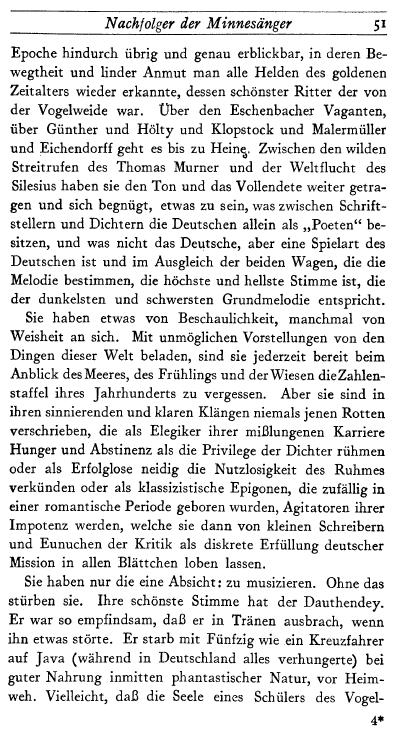 Nachfolger der Minnesänger 51
Epoche hindurch übrig und genau erblickbar, in deren Be-
wegtheit und linder Anmut man alle Helden des goldenen
Zeitalters wieder erkannte, dessen schönster Ritter der von
der Vogelweide war. Über den Eschenbacher Vaganten,
über Günther und Hölty und Klopstock und Malermüller
und Eichendorff geht es bis zu Heine. Zwischen den wilden
Streitrufen des Thomas Murner und der Weltflucht des
Silesius haben sie den Ton und das Vollendete weiter getra-
gen und sich begnügt, etwas zu sein, was zwischen Schrift-
stellern und Dichtern die Deutschen allein als „Poeten“ be-
sitzen, und was nicht das Deutsche, aber eine Spielart des
Deutschen ist und im Ausgleich der beiden Wagen, die die
Melodie bestimmen, die höchste und hellste Stimme ist, die
der dunkelsten und schwersten Grundmelodie entspricht.
Sie haben etwas von Beschaulichkeit, manchmal von
Weisheit an sich. Mit unmöglichen Vorstellungen von den
Dingen dieser Welt beladen, sind sie jederzeit bereit beim
Anblick des Meeres, des Frühlings und der Wiesen die Zahlen-
staffel ihres Jahrhunderts zu vergessen. Aber sie sind in
ihren sinnierenden und klaren Klängen niemals jenen Rotten
verschrieben, die als Elegiker ihrer mißlungenen Karriere
Hunger und Abstinenz als die Privilege der Dichter rühmen
oder als Erfolglose neidig die Nutzlosigkeit des Ruhmes
verkünden oder als klassizistische Epigonen, die zufällig in
einer romantische Periode geboren wurden, Agitatoren ihrer
Impotenz werden, welche sie dann von kleinen Schreibern
und Eunuchen der Kritik als diskrete Erfüllung deutscher
Mission in allen Blättchen loben lassen.
Sie haben nur die eine Absicht: zu musizieren. Ohne das
stürben sie. Ihre schönste Stimme hat der Dauthendey.
Er war so empfindsam, daß er in Tränen ausbrach, wenn
ihn etwas störte. Er starb mit Fünfzig wie ein Kreuzfahrer
auf Java (während in Deutschland alles verhungerte) bei
guter Nahrung inmitten phantastischer Natur, vor Heim-
weh. Vielleicht, daß die Seele eines Schülers des Vogel-
4*